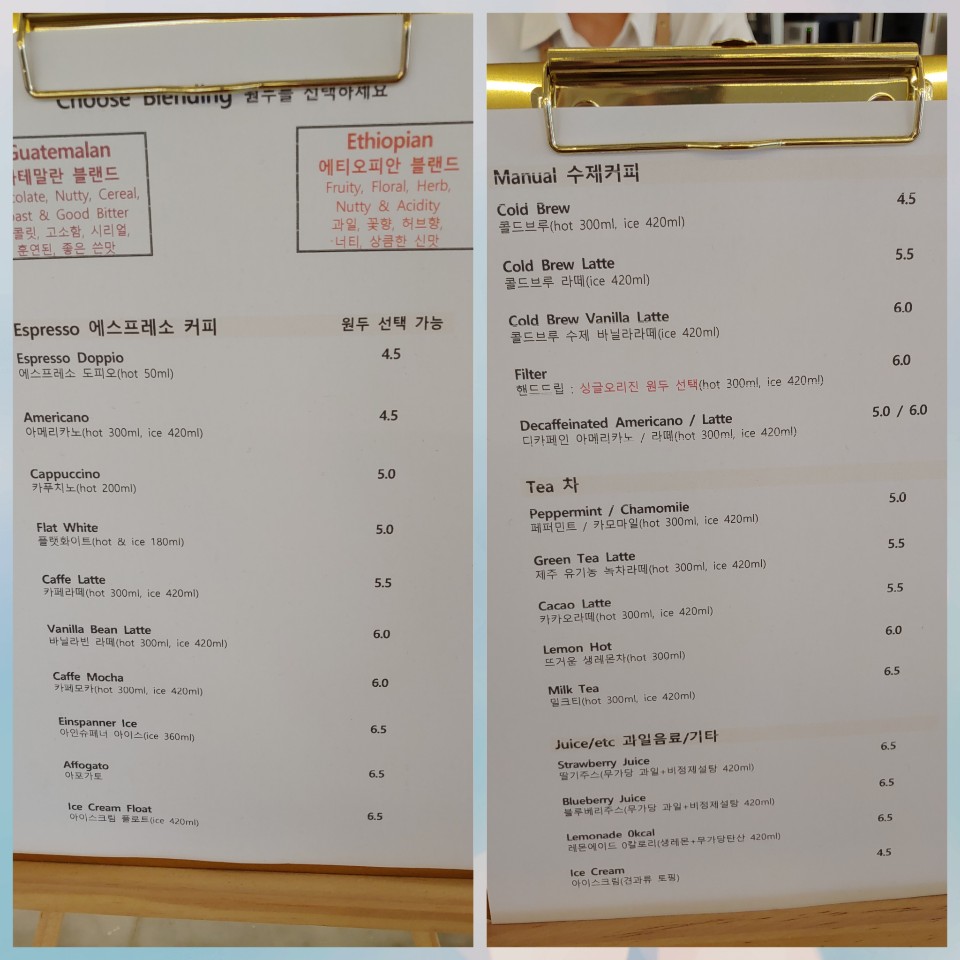 Choose Blending 원두를 선택하세요
Guatemalan
테말란 블랜드
colate, Nutty, Cereal,
ast & Good Bitter
콜릿, 고소함, 시리얼,
훈연된, 좋은 쓴맛
Ethiopian
에티오피안 블랜드
Fruity, Floral, Herb,
Nutty & Acidity
과일, 꽃향, 허브향,
너티, 상큼한 신맛
Espresso 에스프레소 커피 원두 선택 가능
Espresso Doppio 4.5
에스프레소 도피오(hot 50ml)
Americano 4.5
아메리카노(hot 300ml, ice 420ml)
Cappuccino 5.0
카푸치노(hot 200ml)
Flat White 5.0
플랫화이트(hot & ice 180ml)
Caffe Latte 5.5
카페라떼(hot 300ml, ice 420ml)
Vanilla Bean Latte 6.0
바닐라빈 라떼(hot 300ml, ice 420ml)
Caffe Mocha 6.0
카페모카(hot 300ml, ice 420ml)
Einspanner Ice 6.5
아인슈페너 아이스(ice 360ml)
Affogato 6.5
아포가토
Ice Cream Float 6.5
아이스크림 플로트(ice 420ml)
Manual 수제커피
Cold Brew 4.5
콜드브루(hot 300ml, ice 420ml)
Cold Brew Latte 5.5
콜드브루 라떼(ice 420ml)
Cold Brew Vanilla Latte 6.0
콜드브루 수제 바닐라라떼(ice 420ml)
Filter 6.0
핸드드립 : 싱글오리진 원두 선택(hot 300ml, ice 420ml)
Decaffeinated Americano / Latte 5.0 / 6.0
디카페인 아메리카노 / 라떼(hot 300ml, ice 420ml)
Tea 차
Peppermint / Chamomile 5.0
페퍼민트 / 카모마일(hot 300ml, ice 420ml)
Green Tea Latte 5.5
제주 유기농 녹차라떼(hot 300ml, ice 420ml)
Cacao Latte 5.5
카카오라떼(hot 300ml, ice 420ml)
Lemon Hot 6.0
뜨거운 생레몬차(hot 300ml)
Milk Tea 6.5
밀크티(hot 300ml, ice 420ml)
Juice/etc 과일음료/기타
Strawberry Juice 6.5
딸기주스(무가당 과일+비정제설탕 420ml)
Blueberry Juice 6.5
블루베리주스(무가당 과일+비정제설탕 420ml)
Lemonade 0kcal 6.5
레몬에이드 0칼로리(생레몬+무가당탄산 420ml)
Ice Cream 4.5
아이스크림(견과류 토핑)